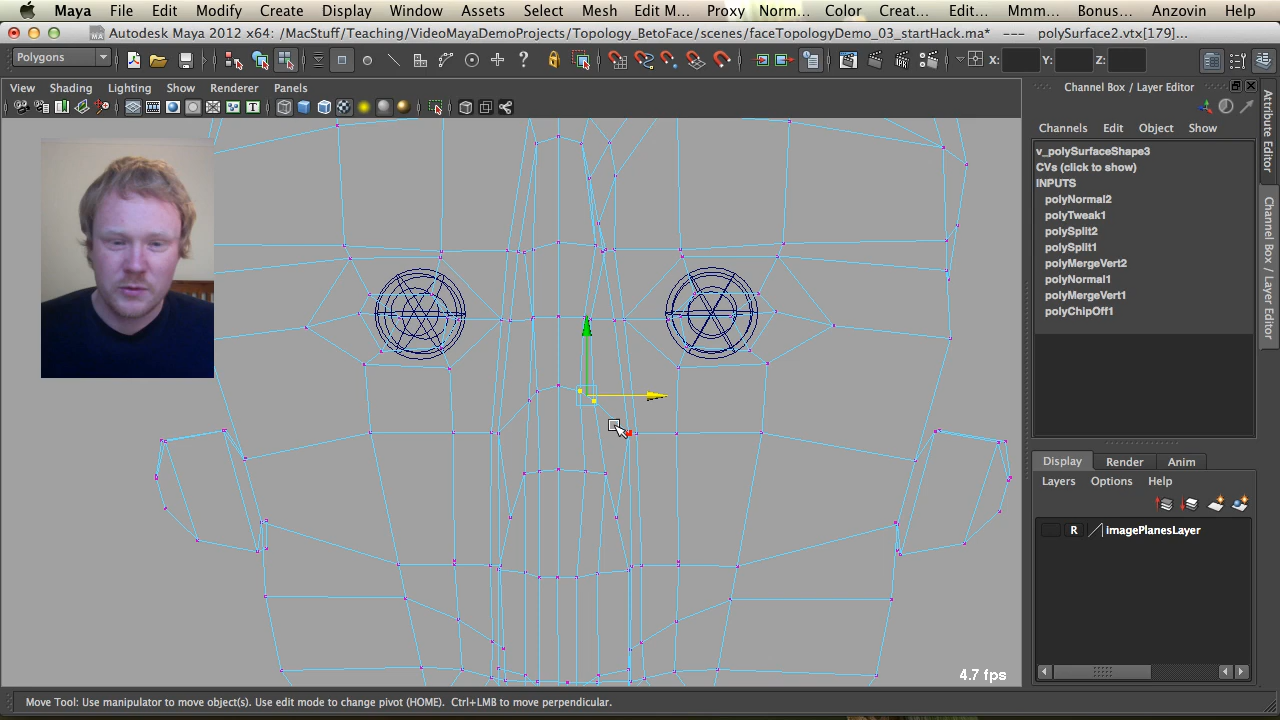 Maya File Edit Modify Create Display Window Assets Select Mesh Edit M... Proxy Norm... Color Create... Edit... Mmm... Muscle Bonus... Anzovin Help
Autodesk Maya 2012 x64: /MacStuff/Teaching/VideoMayaDemoProjects/Topology_BetoFace/scenes/faceTopologyDemo_03_startHack.ma* --- polySurface2.vtx[179]...
Polygons X: Y: Z:
View Shading Lighting Show Renderer Panels
Channel Box / Layer Editor
Channels Edit Object Show
v_polySurfaceShape3
CVs (click to show)
INPUTS
polyNormal2
polyTweak1
polySplit2
polySplit1
polyMergeVert2
polyNormal1
polyMergeVert1
polyChipOff1
Attribute Editor
Channel Box / Layer Editor
Display Render Anim
Layers Options Help
R imagePlanesLayer
4.7 fps
Move Tool: Use manipulator to move object(s). Use edit mode to change pivot (HOME). Ctrl+LMB to move perpendicular.